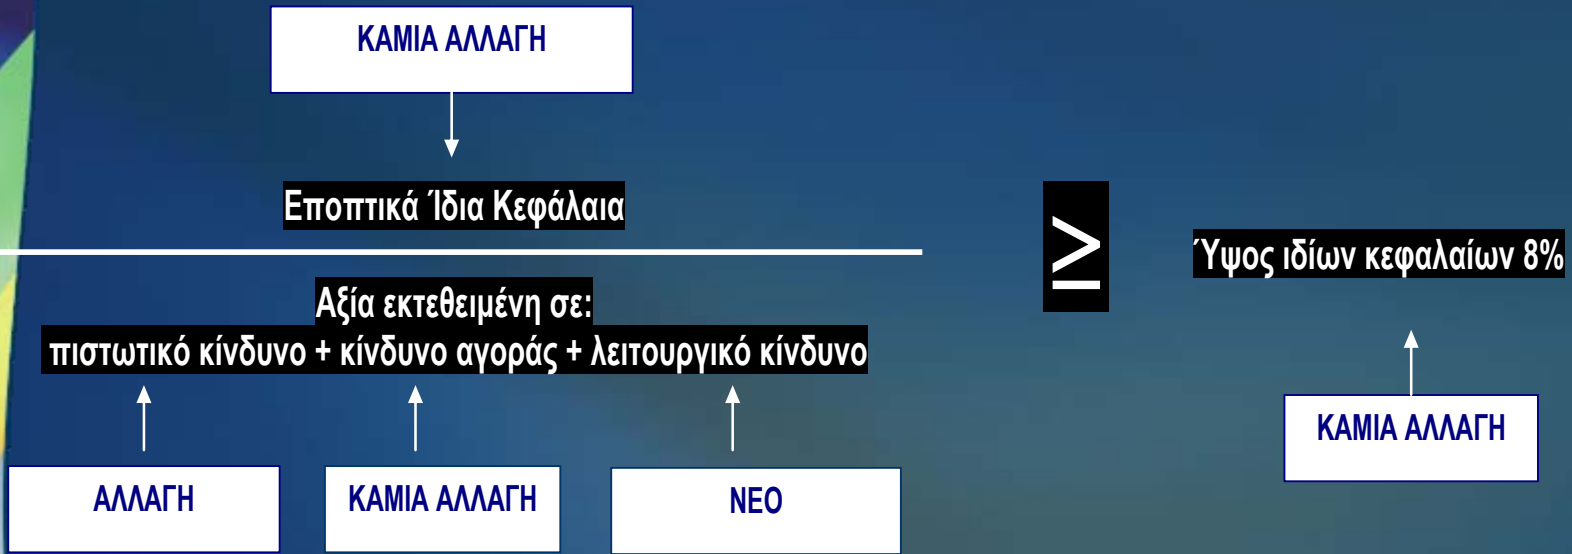 ΚΑΜΙΑ ΑΛΛΑΓΗ
Εποπτικά Ίδια Κεφάλαια
Αξία εκτεθειμένη σε:
πιστωτικό κίνδυνο + κίνδυνο αγοράς + λειτουργικό κίνδυνο
ΑΛΛΑΓΗ
ΚΑΜΙΑ ΑΛΛΑΓΗ
ΝΕΟ
≥
Ύψος ιδίων κεφαλαίων 8%
ΚΑΜΙΑ ΑΛΛΑΓΗ